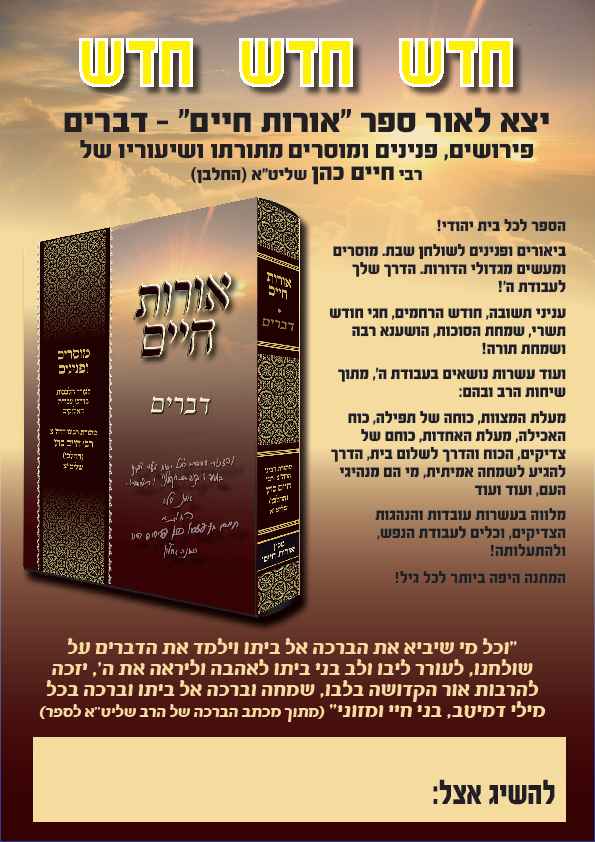 חדש חדש חדש
יצא לאור ספר "אורות חיים" - דברים
פירושים, פנינים ומוסרים מתורתו ושיעוריו של
רבי חיים כהן שליט"א (החלבן)
הספר לכל בית יהודי!
ביאורים ופנינים לשולחן שבת. מוסרים
ומעשים מגדולי הדורות. הדרך שלך
לעבודת ה'!
עניני תשובה, חודש הרחמים, חגי חודש
תשרי, שמחת הסוכות, הושענא רבה
ושמחת תורה!
ועוד עשרות נושאים בעבודת ה', מתוך
שיחות הרב ובהם:
מעלת המצוות, כוחה של תפילה, כוח
האכילה, מעלת האחדות, כוחם של
צדיקים, הכוח והדרך לשלום בית, הדרך
להגיע לשמחה אמיתית, מי הם מנהיגי
העם, ועוד ועוד
מלווה בעשרות עובדות והנהגות
הצדיקים, וכלים לעבודת הנפש,
ולהתעלותה!
המתנה היפה ביותר לכל גיל!
אורות
חיים
דברים
אורות
חיים
דברים
מוסרים
ופנינים
"וכל מי שיביא את הברכה אל ביתו וילמד את הדברים על
שולחנו, לעורר ליבו ולב בני ביתו לאהבה וליראה את ה', יזכה
להרבות אור הקדושה בלבו, שמחה וברכה אל ביתו וברכה בכל
מילי דמיטב, בני חיי ומזוני" (מתוך מכתב הברכה של הרב שליט"א לספר)
להשיג אצל: